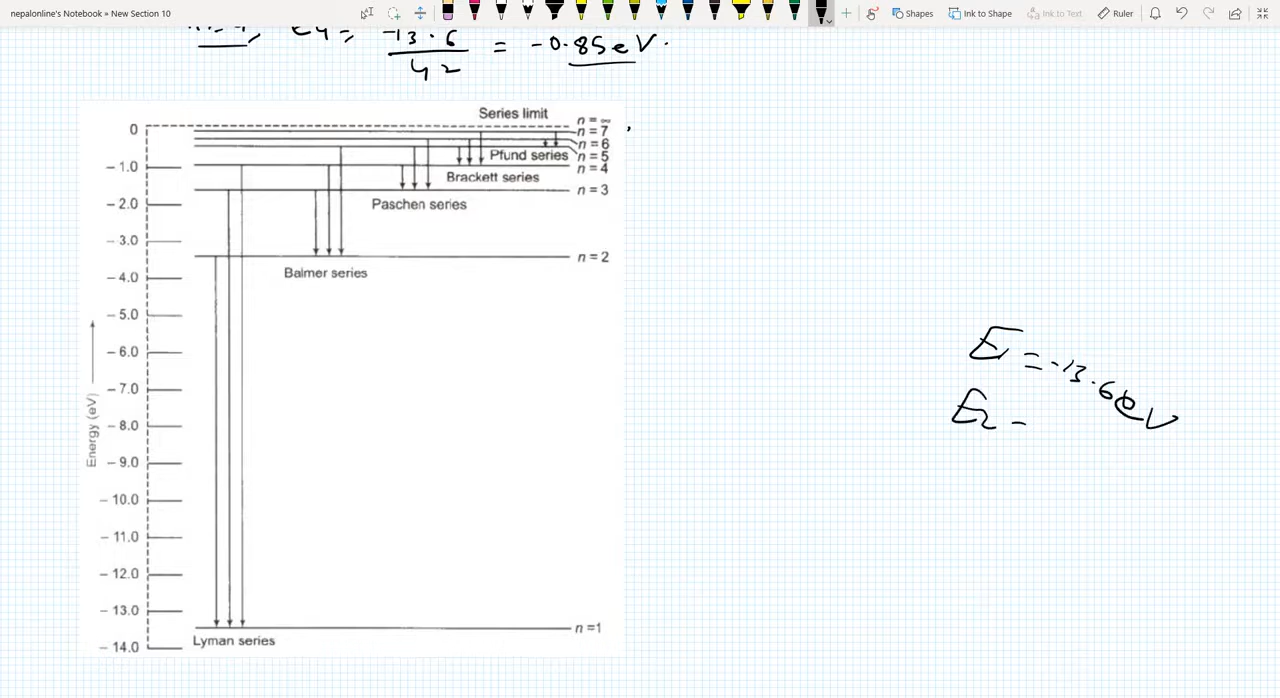 nepalonline's Notebook » New Section 10
Shapes Ink to Shape Ink to Text Ruler
-13.6
= -0.85eV.
42
Series limit
n = ∞
0
n = 7
n = 6
Pfund series n = 5
- 1.0
n = 4
Brackett series
n = 3
- 2.0
Paschen series
- 3.0
n = 2
Balmer series
- 4.0
- 5.0
- 6.0
- 7.0
- 8.0
- 9.0
- 10.0
- 11.0
- 12.0
- 13.0
n =1
Lyman series
- 14.0
Energy (eV)
E = -13.6eV
E2 -